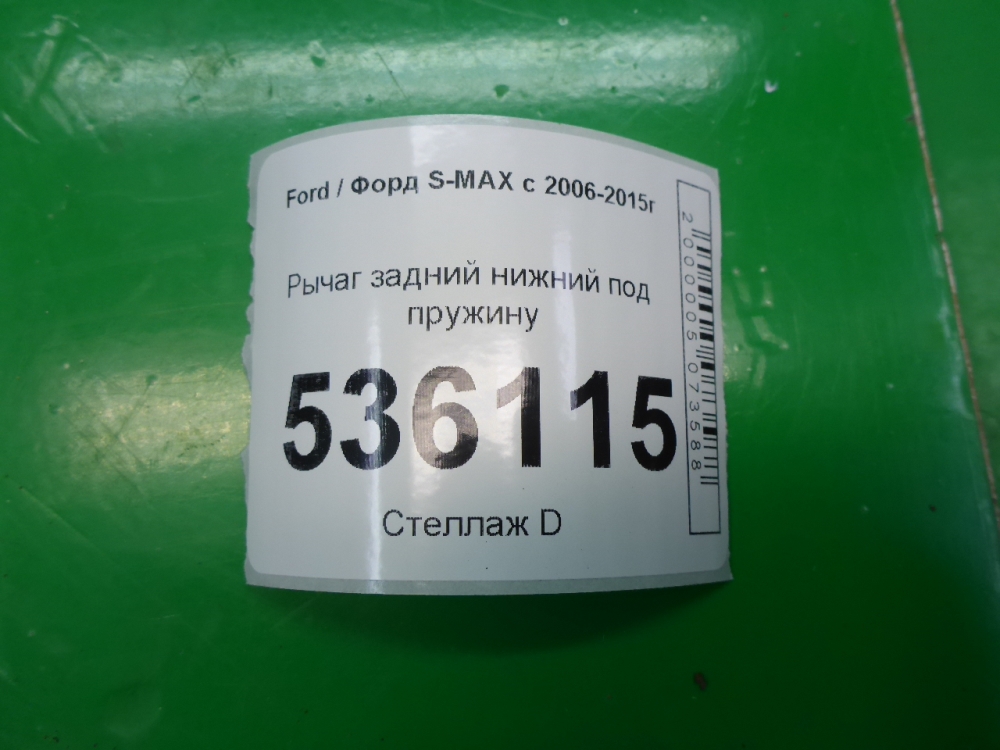 Ford / Форд S-MAX с 2006-2015г
Рычаг задний нижний под
пружину
536115
Стеллаж D
2000005073588